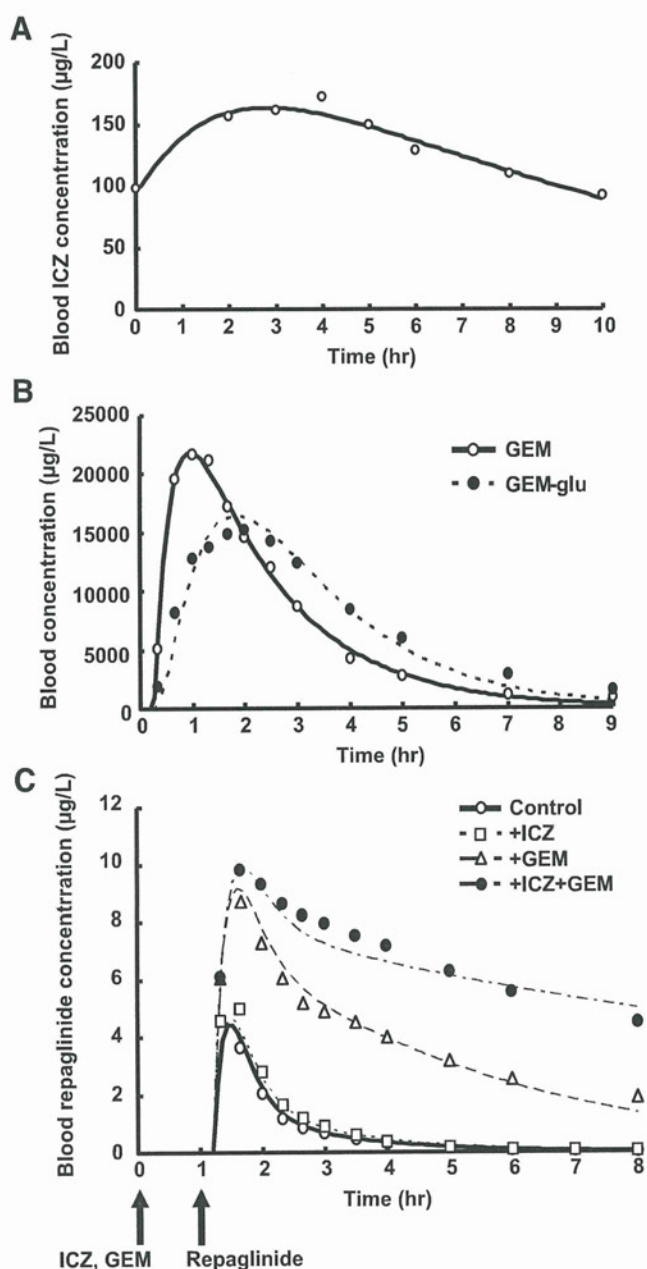 A
Blood ICZ concentrration (µg/L)
200
150
100
50
0
0 1 2 3 4 5 6 7 8 9 10
Time (hr)
B
Blood concentrration (µg/L)
25000
20000
15000
10000
5000
0
GEM
GEM-glu
0 1 2 3 4 5 6 7 8 9
Time (hr)
C
Blood repaglinide concentrration (µg/L)
12
10
8
6
4
2
0
Control
+ICZ
+GEM
+ICZ+GEM
0 1 2 3 4 5 6 7 8
Time (hr)
ICZ, GEM
Repaglinide